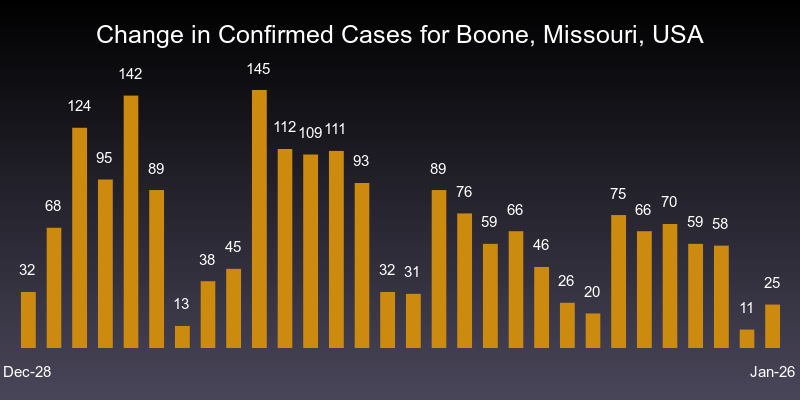 Change in Confirmed Cases for Boone, Missouri, USA
32 68 124 95 142 89 13 38 45 145 112 109 111 93 32 31 89 76 59 66 46 26 20 75 66 70 59 58 11 25
Dec-28 Jan-26